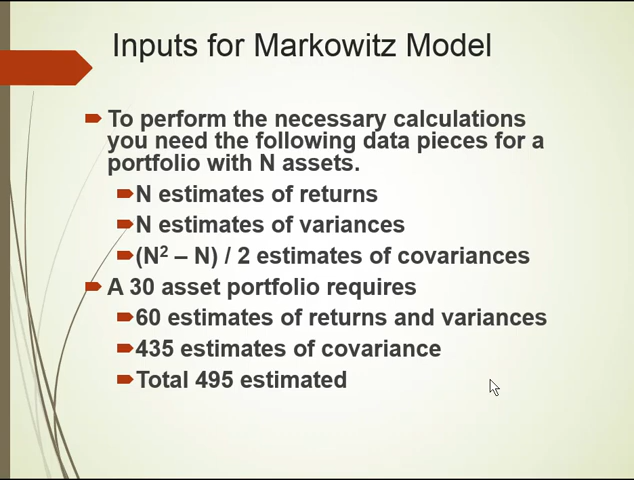 Inputs for Markowitz Model
To perform the necessary calculations
you need the following data pieces for a
portfolio with N assets.
N estimates of returns
N estimates of variances
(N² – N) / 2 estimates of covariances
A 30 asset portfolio requires
60 estimates of returns and variances
435 estimates of covariance
Total 495 estimated